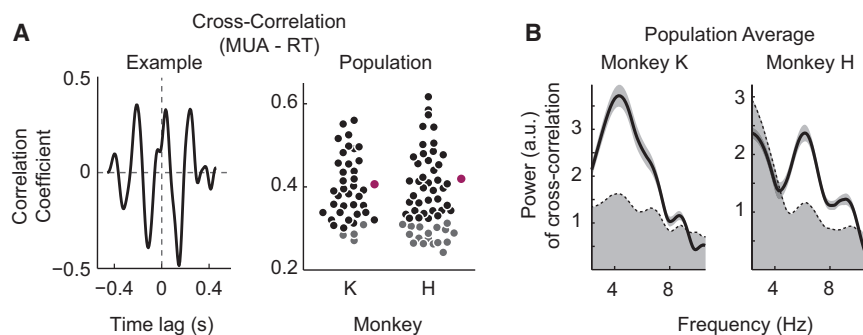 A
Cross-Correlation
(MUA - RT)
Example
Population
Correlation
Coefficient
0.5
0
−0.5
−0.4
0
0.4
Time lag (s)
0.6
0.4
0.2
K
H
Monkey
B
Population Average
Monkey K
Monkey H
Power (a.u.)
of cross-correlation
3
2
1
4
8
3
2
1
4
8
Frequency (Hz)